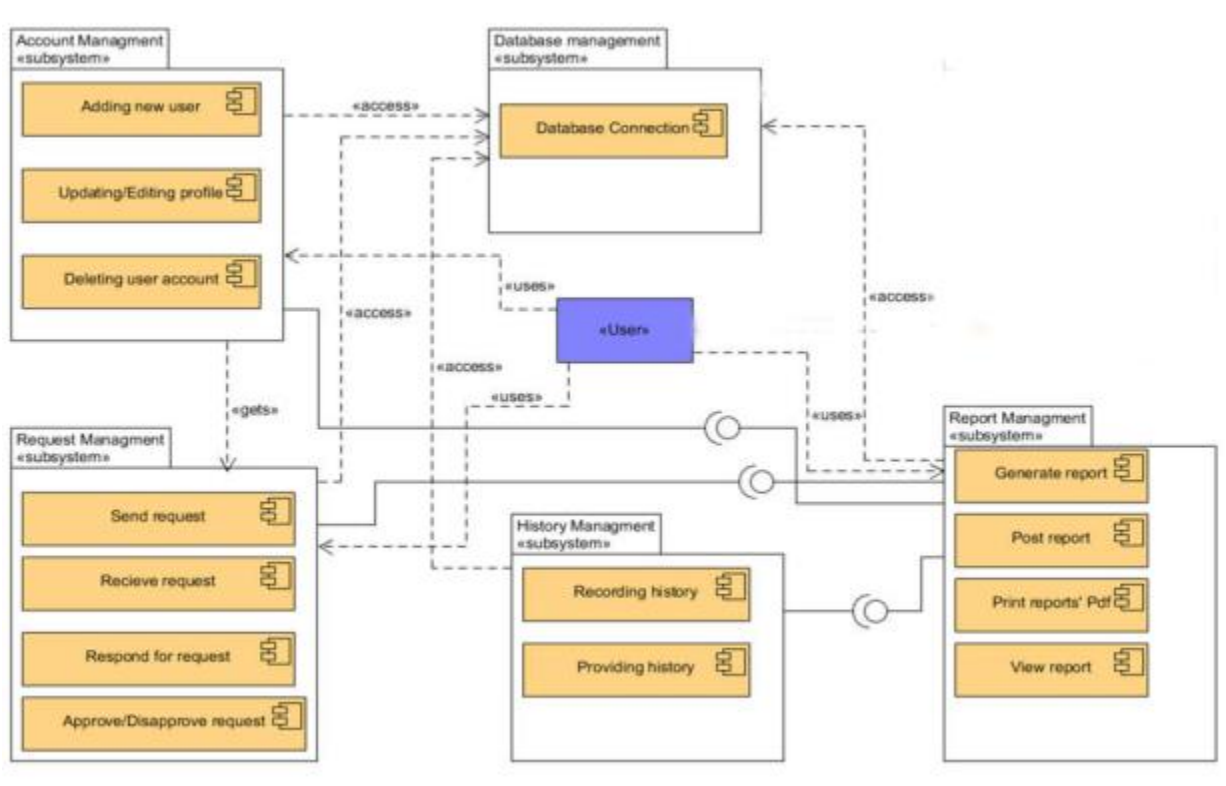 Account Managment
«subsystem»
Adding new user
Updating/Editing profile
Deleting user account
«access»
Database management
«subsystem»
Database Connection
«uses»
«User»
«access»
«access»
«access»
«gets»
«uses»
«uses»
Request Managment
«subsystem»
Send request
Recieve request
Respond for request
Approve/Disapprove request
History Managment
«subsystem»
Recording history
Providing history
Report Managment
«subsystem»
Generate report
Post report
Print reports' Pdf
View report